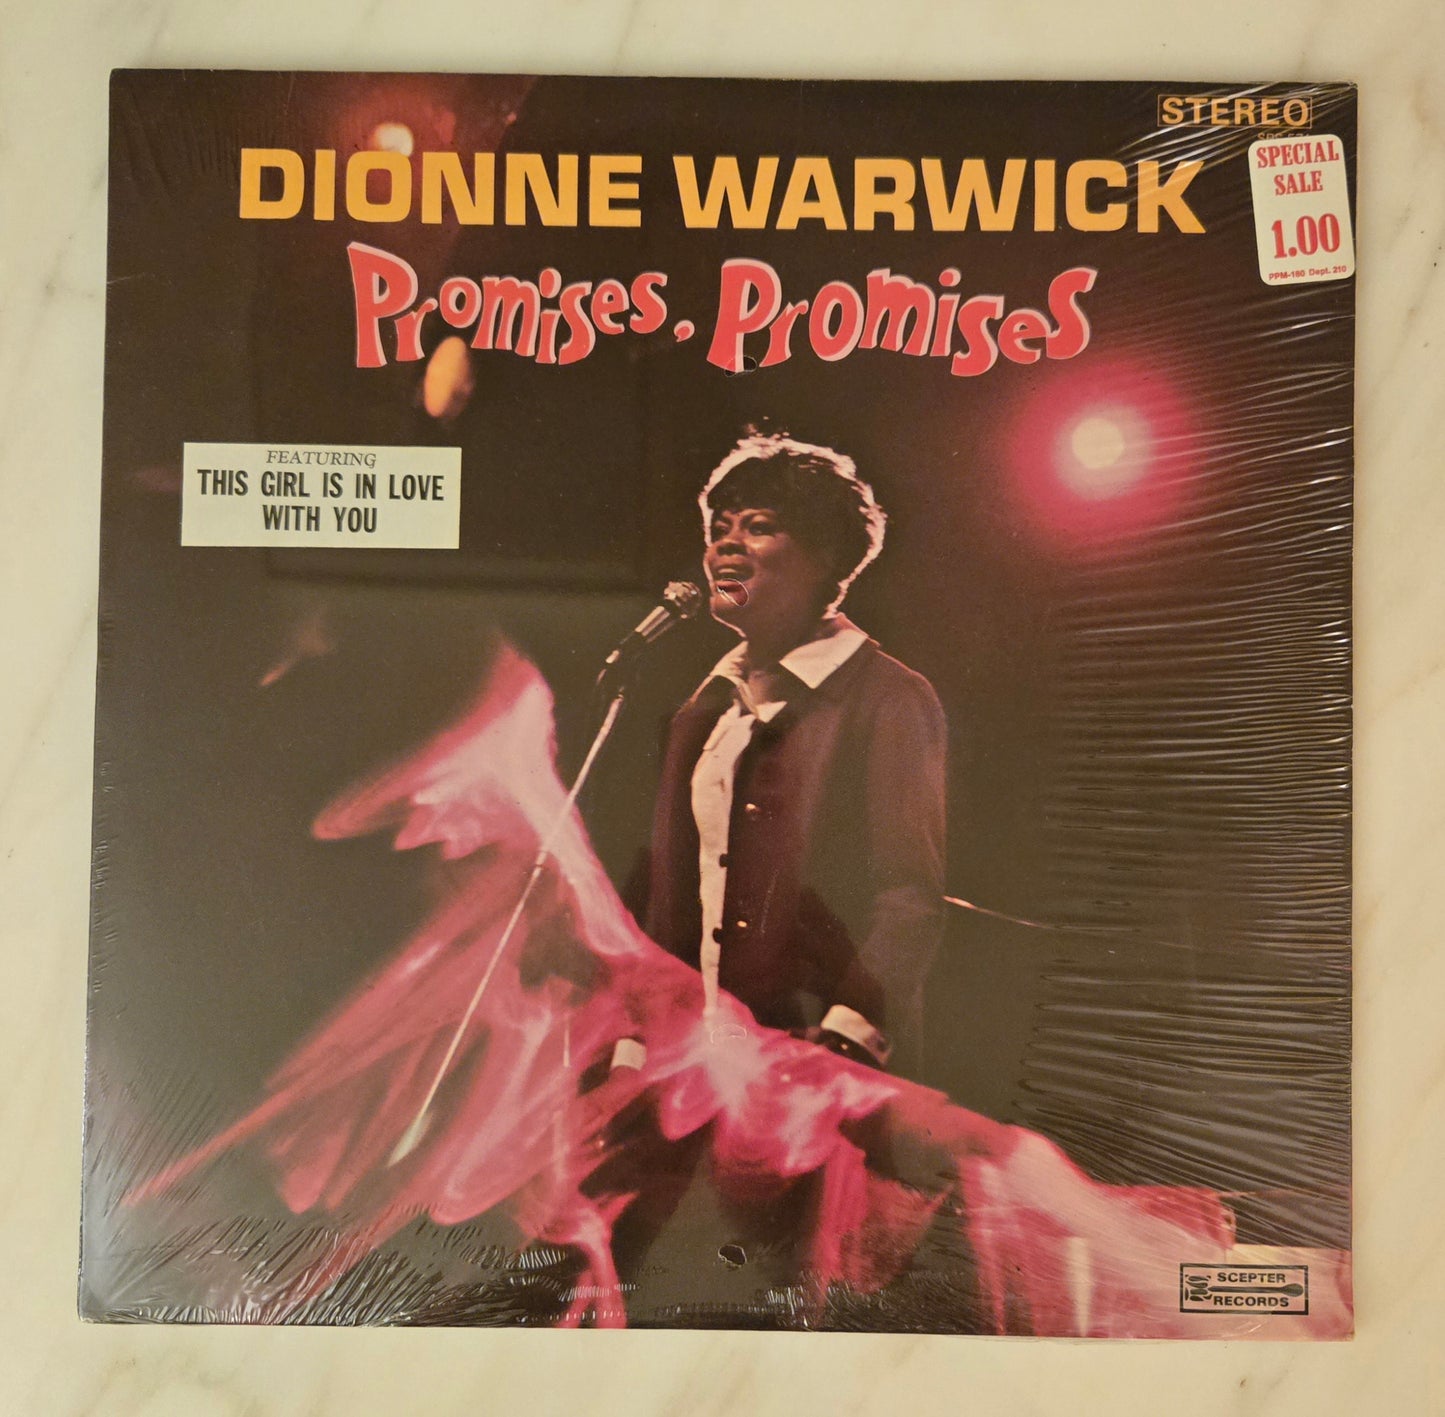 STEREO
DIONNE WARWICK
Promises, Promises
SPECIAL
SALE
1.00
PPM-180 Dept. 210
FEATURING
THIS GIRL IS IN LOVE
WITH YOU
SCEPTER
RECORDS